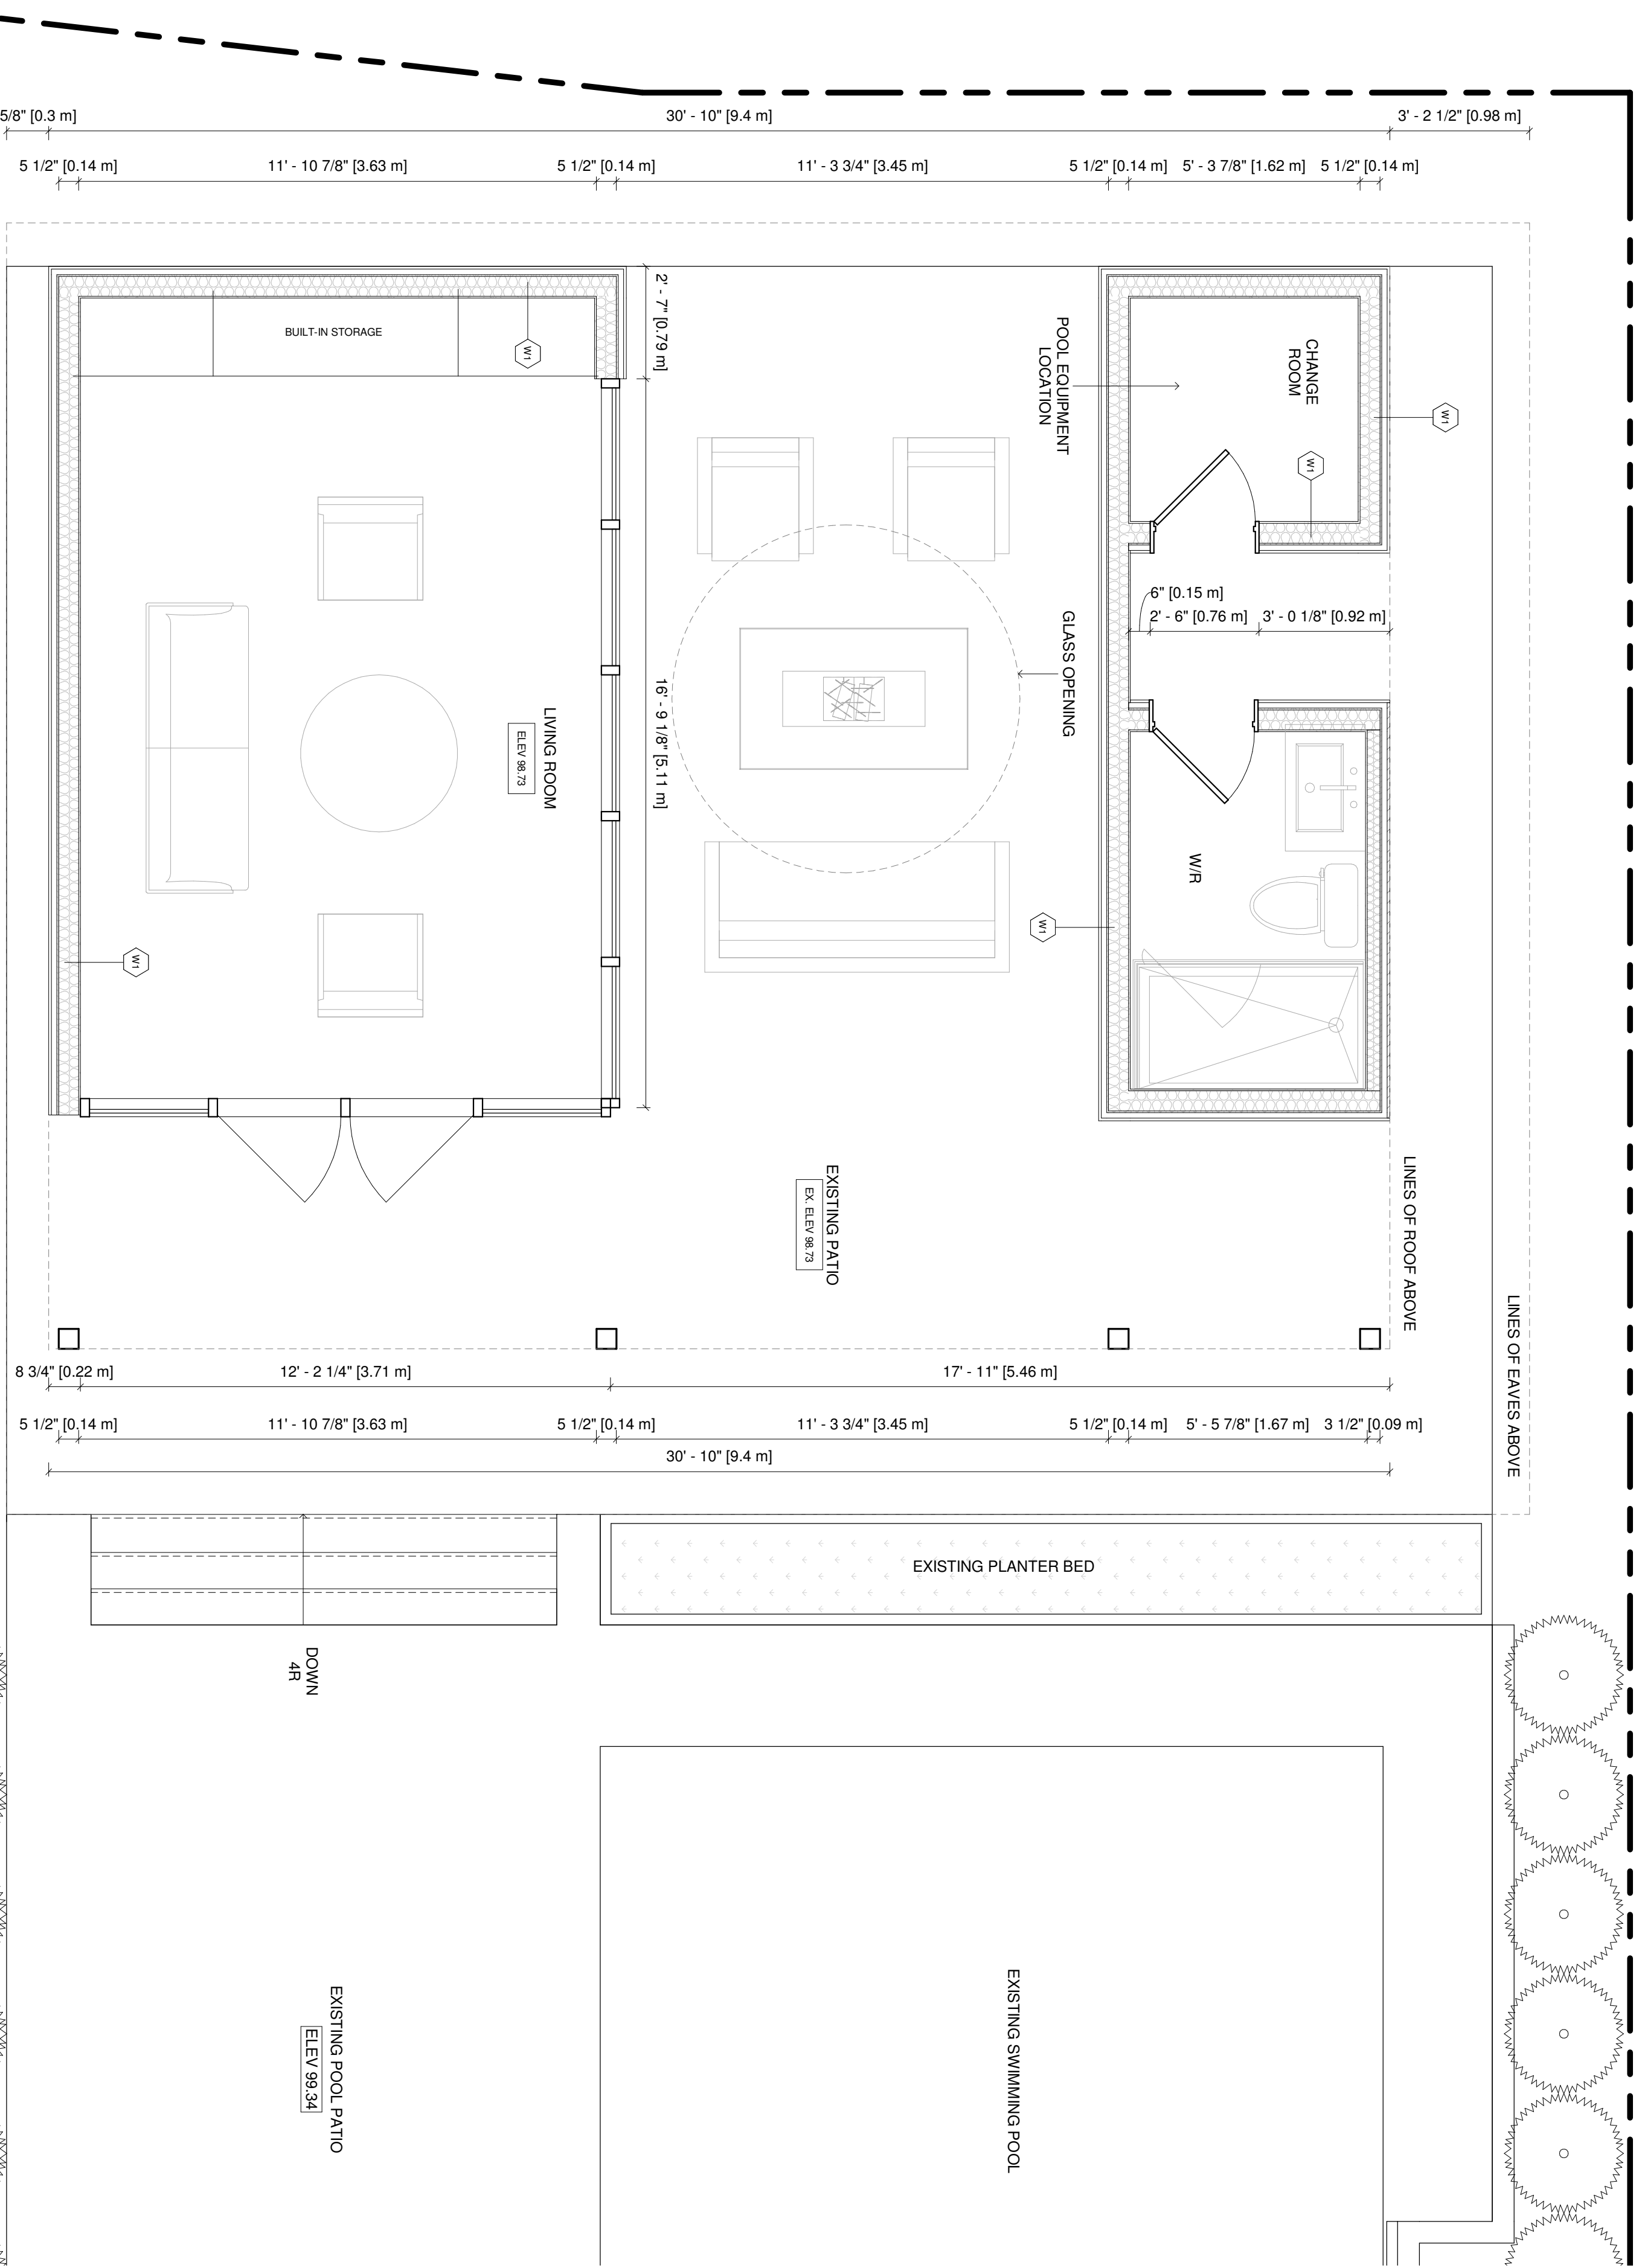 5/8" [0.3 m]
30' - 10" [9.4 m]
3' - 2 1/2" [0.98 m]
5 1/2" [0.14 m]
11' - 10 7/8" [3.63 m]
5 1/2" [0.14 m]
11' - 3 3/4" [3.45 m]
5 1/2" [0.14 m]
5' - 3 7/8" [1.62 m]
5 1/2" [0.14 m]
2' - 7" [0.79 m]
BUILT-IN STORAGE
W1
POOL EQUIPMENT
LOCATION
CHANGE
ROOM
W1
W1
6" [0.15 m]
2' - 6" [0.76 m]
3' - 0 1/8" [0.92 m]
GLASS OPENING
16' - 9 1/8" [5.11 m]
LIVING ROOM
ELEV 98.73
W/R
W1
W1
EXISTING PATIO
EX. ELEV 98.73
LINES OF ROOF ABOVE
LINES OF EAVES ABOVE
8 3/4" [0.22 m]
12' - 2 1/4" [3.71 m]
17' - 11" [5.46 m]
5 1/2" [0.14 m]
11' - 10 7/8" [3.63 m]
5 1/2" [0.14 m]
11' - 3 3/4" [3.45 m]
5 1/2" [0.14 m]
5' - 5 7/8" [1.67 m]
3 1/2" [0.09 m]
30' - 10" [9.4 m]
EXISTING PLANTER BED
DOWN
4R
EXISTING POOL PATIO
ELEV 99.34
EXISTING SWIMMING POOL